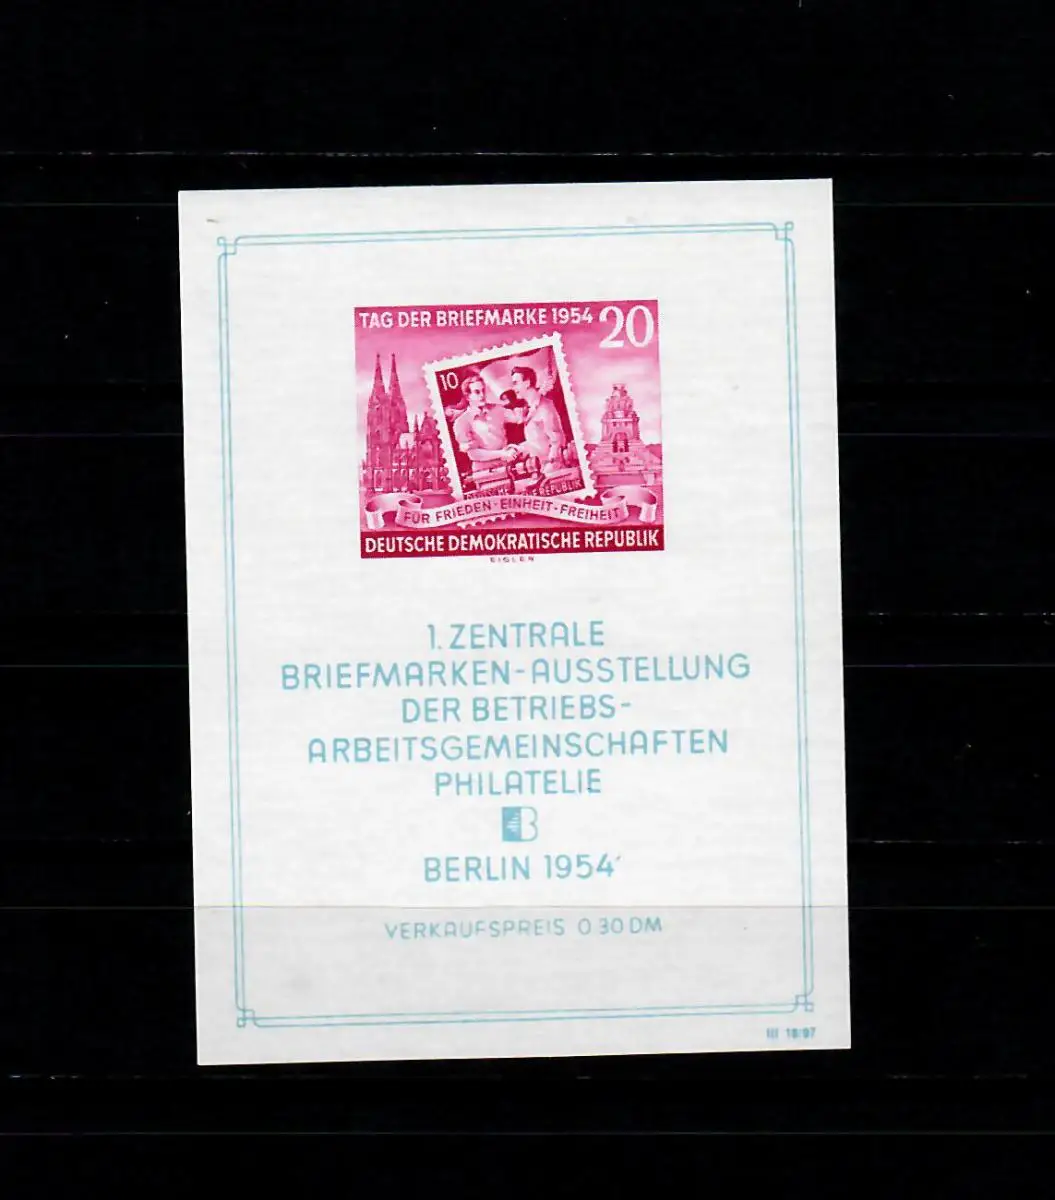 TAG DER BRIEFMARKE 1954 20
10
REPUBLIK
FÜR FRIEDEN-EINHEIT-FREIHEIT
DEUTSCHE DEMOKRATISCHE REPUBLIK
EIGLER
1. ZENTRALE
BRIEFMARKEN-AUSSTELLUNG
DER BETRIEBS-
ARBEITSGEMEINSCHAFTEN
PHILATELIE
B
BERLIN 1954
VERKAUFSPREIS 0.30 DM
III 18/97